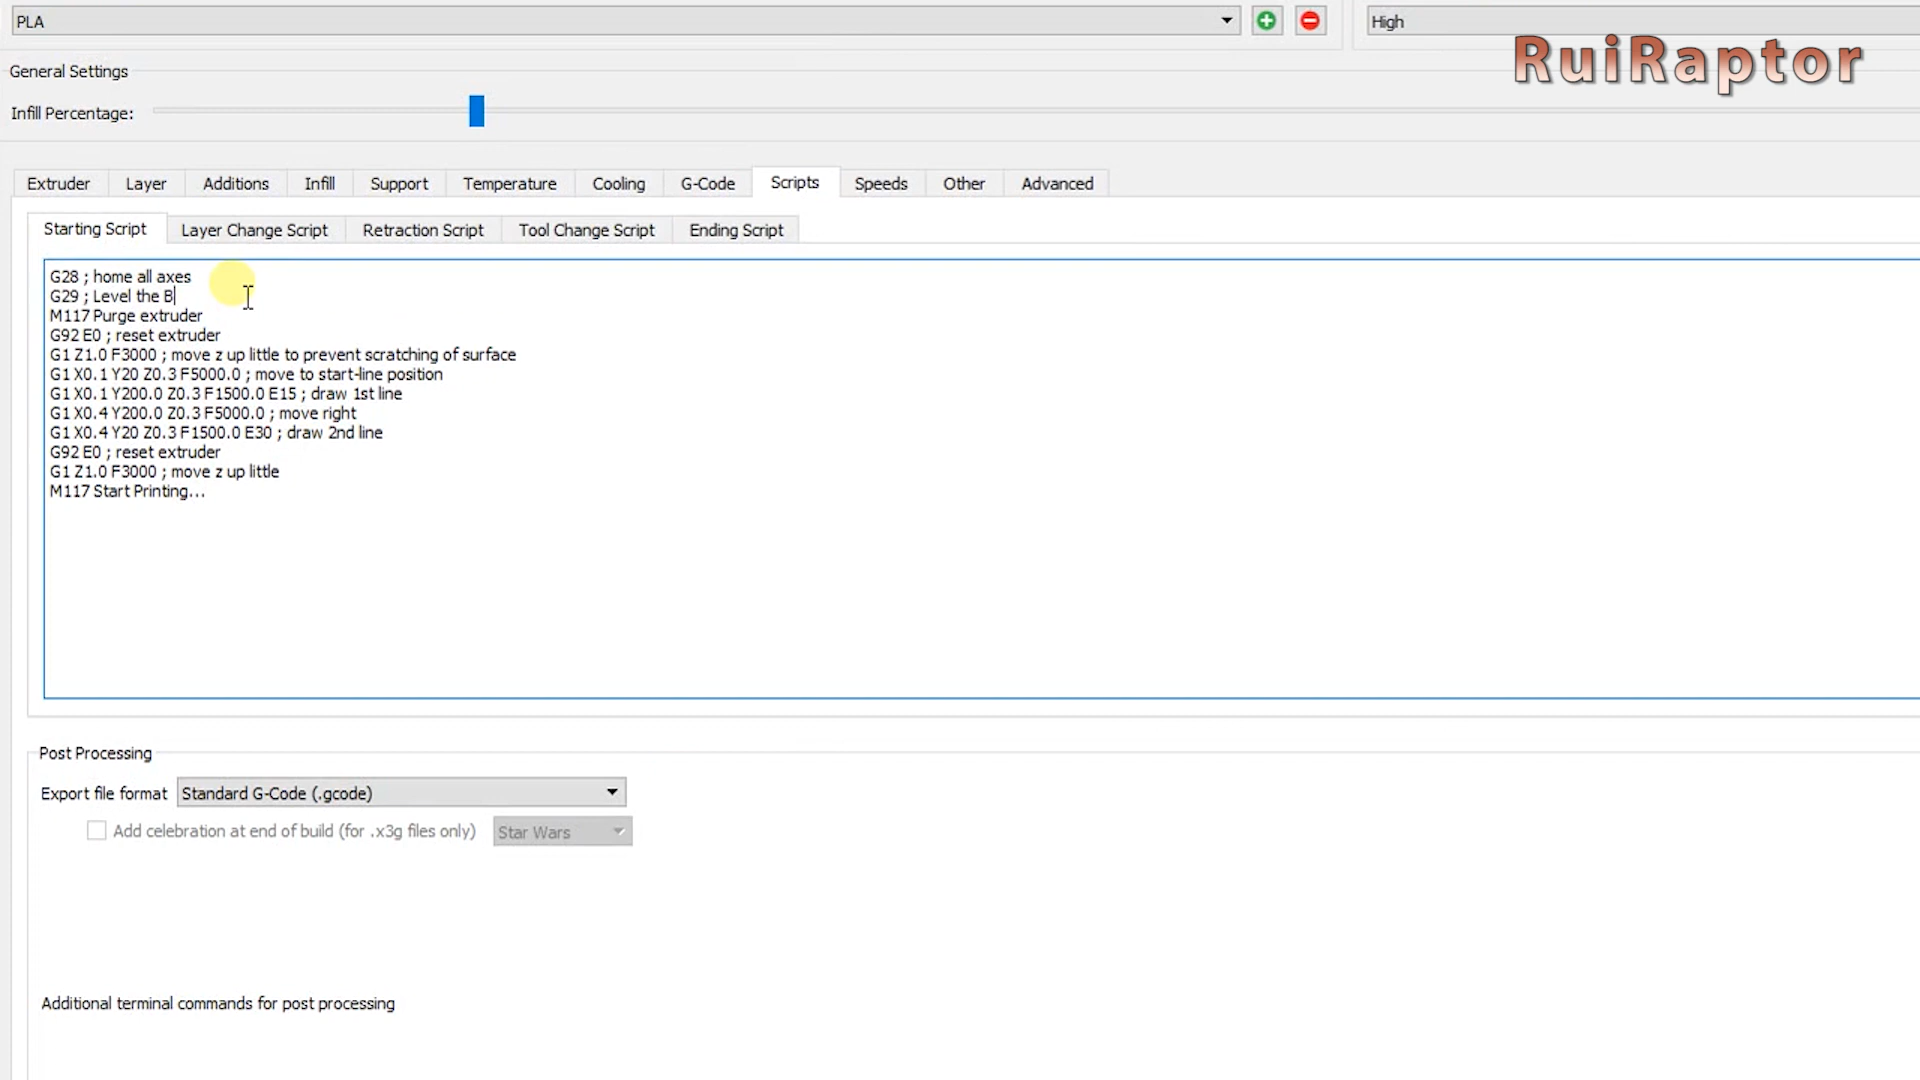 PLA
High
RuiRaptor
General Settings
Infill Percentage:
Extruder Layer Additions Infill Support Temperature Cooling G-Code Scripts Speeds Other Advanced
Starting Script Layer Change Script Retraction Script Tool Change Script Ending Script
G28 ; home all axes
G29 ; Level the B
M117 Purge extruder
G92 E0 ; reset extruder
G1 Z1.0 F3000 ; move z up little to prevent scratching of surface
G1 X0.1 Y20 Z0.3 F5000.0 ; move to start-line position
G1 X0.1 Y200.0 Z0.3 F1500.0 E15 ; draw 1st line
G1 X0.4 Y200.0 Z0.3 F5000.0 ; move right
G1 X0.4 Y20 Z0.3 F1500.0 E30 ; draw 2nd line
G92 E0 ; reset extruder
G1 Z1.0 F3000 ; move z up little
M117 Start Printing...
Post Processing
Export file format Standard G-Code (.gcode)
Add celebration at end of build (for .x3g files only) Star Wars
Additional terminal commands for post processing